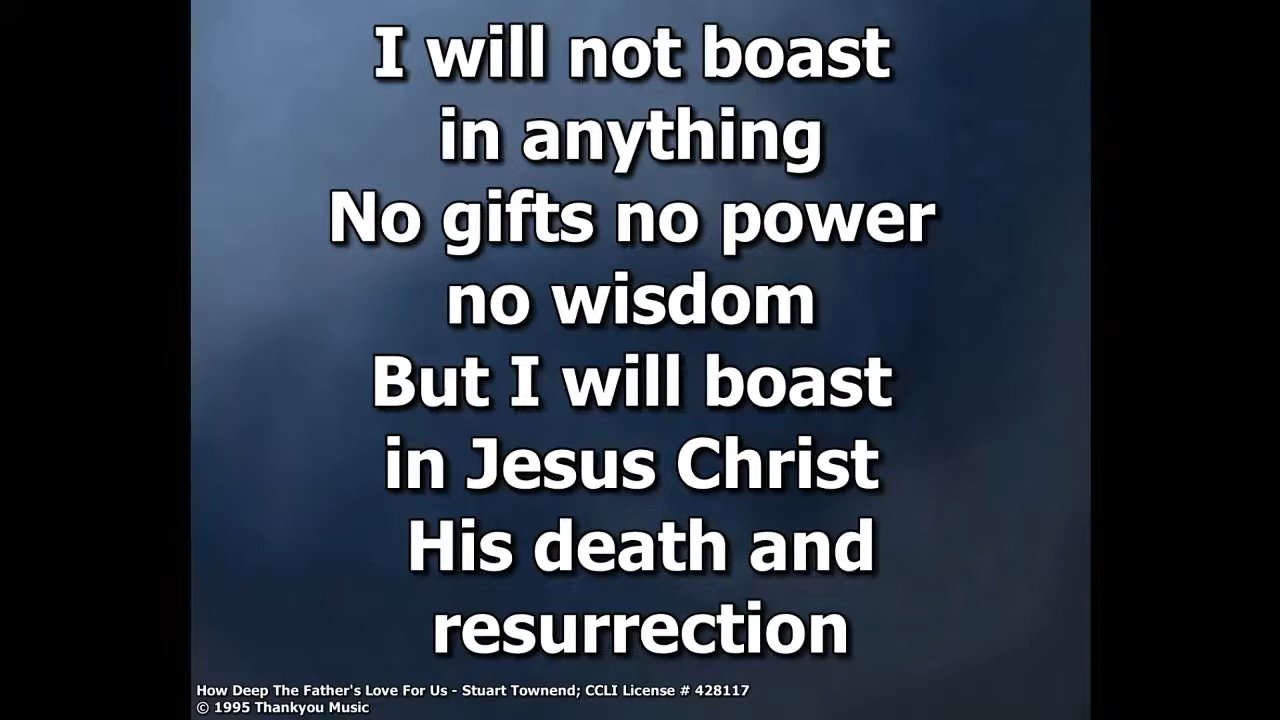 I will not boast
in anything
No gifts no power
no wisdom
But I will boast
in Jesus Christ
His death and
resurrection
How Deep The Father's Love For Us - Stuart Townend; CCLI License # 428117
© 1995 Thankyou Music